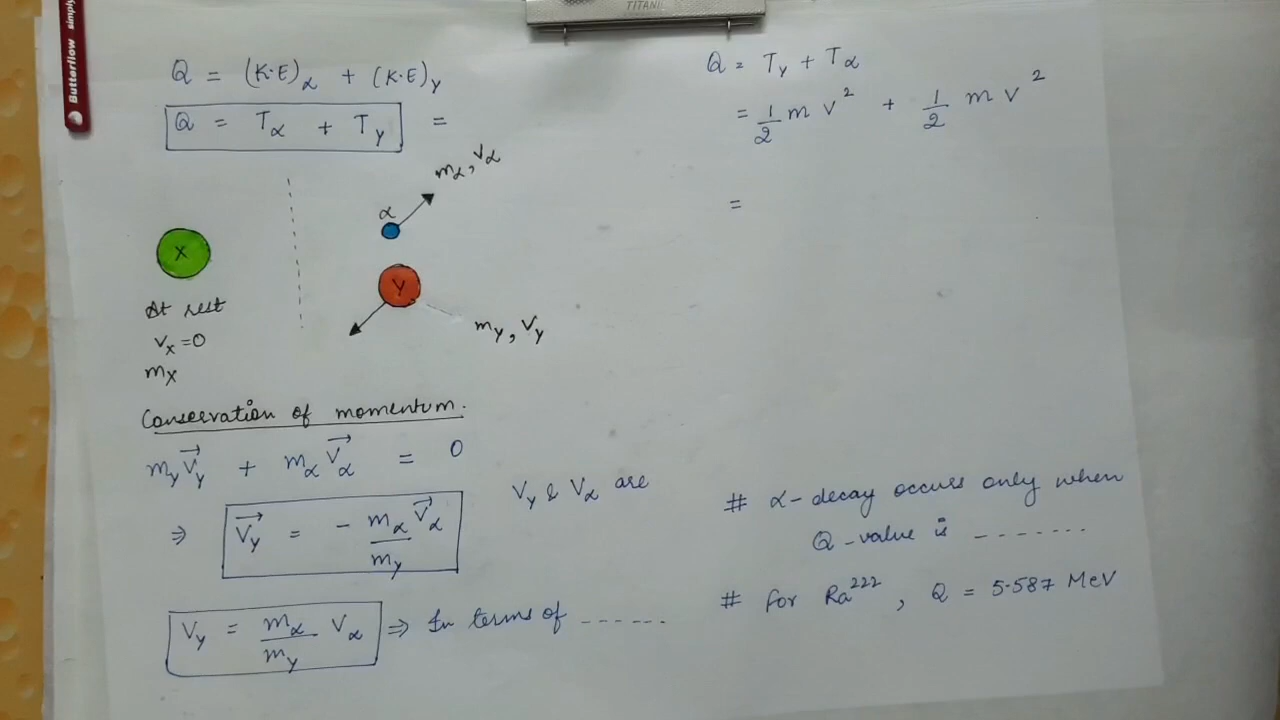 TITANIC
Butterflow simply
Q = (K·E)α + (K·E)y
Q = Tα + Ty =
mα, Vα
α
X
Y
At rest
Vx = 0
mx
my, Vy
Conservation of momentum.
my V⃗y + mα V⃗α = 0
⇒ V⃗y = - mα V⃗α / my
Vy & Vα are
Vy = mα / my Vα ⇒ In terms of ------
Q = Ty + Tα
= 1/2 m v² + 1/2 m v²
=
# α-decay occurs only when
Q-value is -------
# for Ra²²², Q = 5.587 MeV